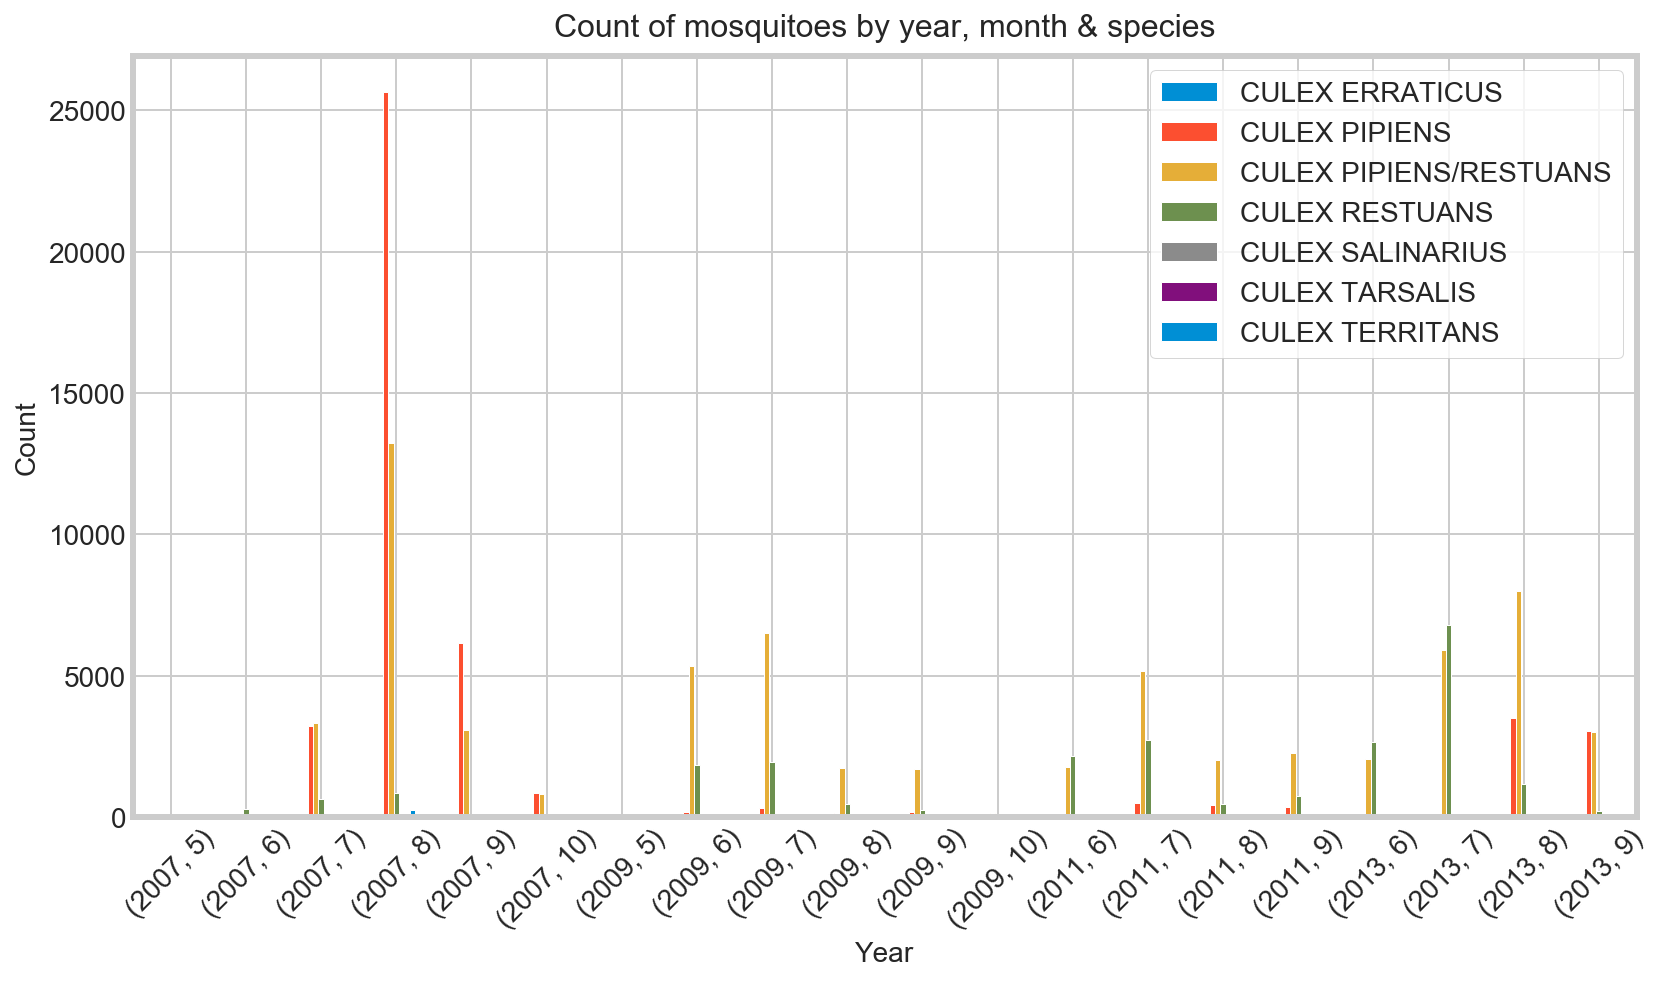 Count of mosquitoes by year, month & species
CULEX ERRATICUS
CULEX PIPIENS
CULEX PIPIENS/RESTUANS
CULEX RESTUANS
CULEX SALINARIUS
CULEX TARSALIS
CULEX TERRITANS
25000
20000
15000
10000
5000
0
Count
(2007, 5)
(2007, 6)
(2007, 7)
(2007, 8)
(2007, 9)
(2007, 10)
(2009, 5)
(2009, 6)
(2009, 7)
(2009, 8)
(2009, 9)
(2009, 10)
(2011, 6)
(2011, 7)
(2011, 8)
(2011, 9)
(2013, 6)
(2013, 7)
(2013, 8)
(2013, 9)
Year